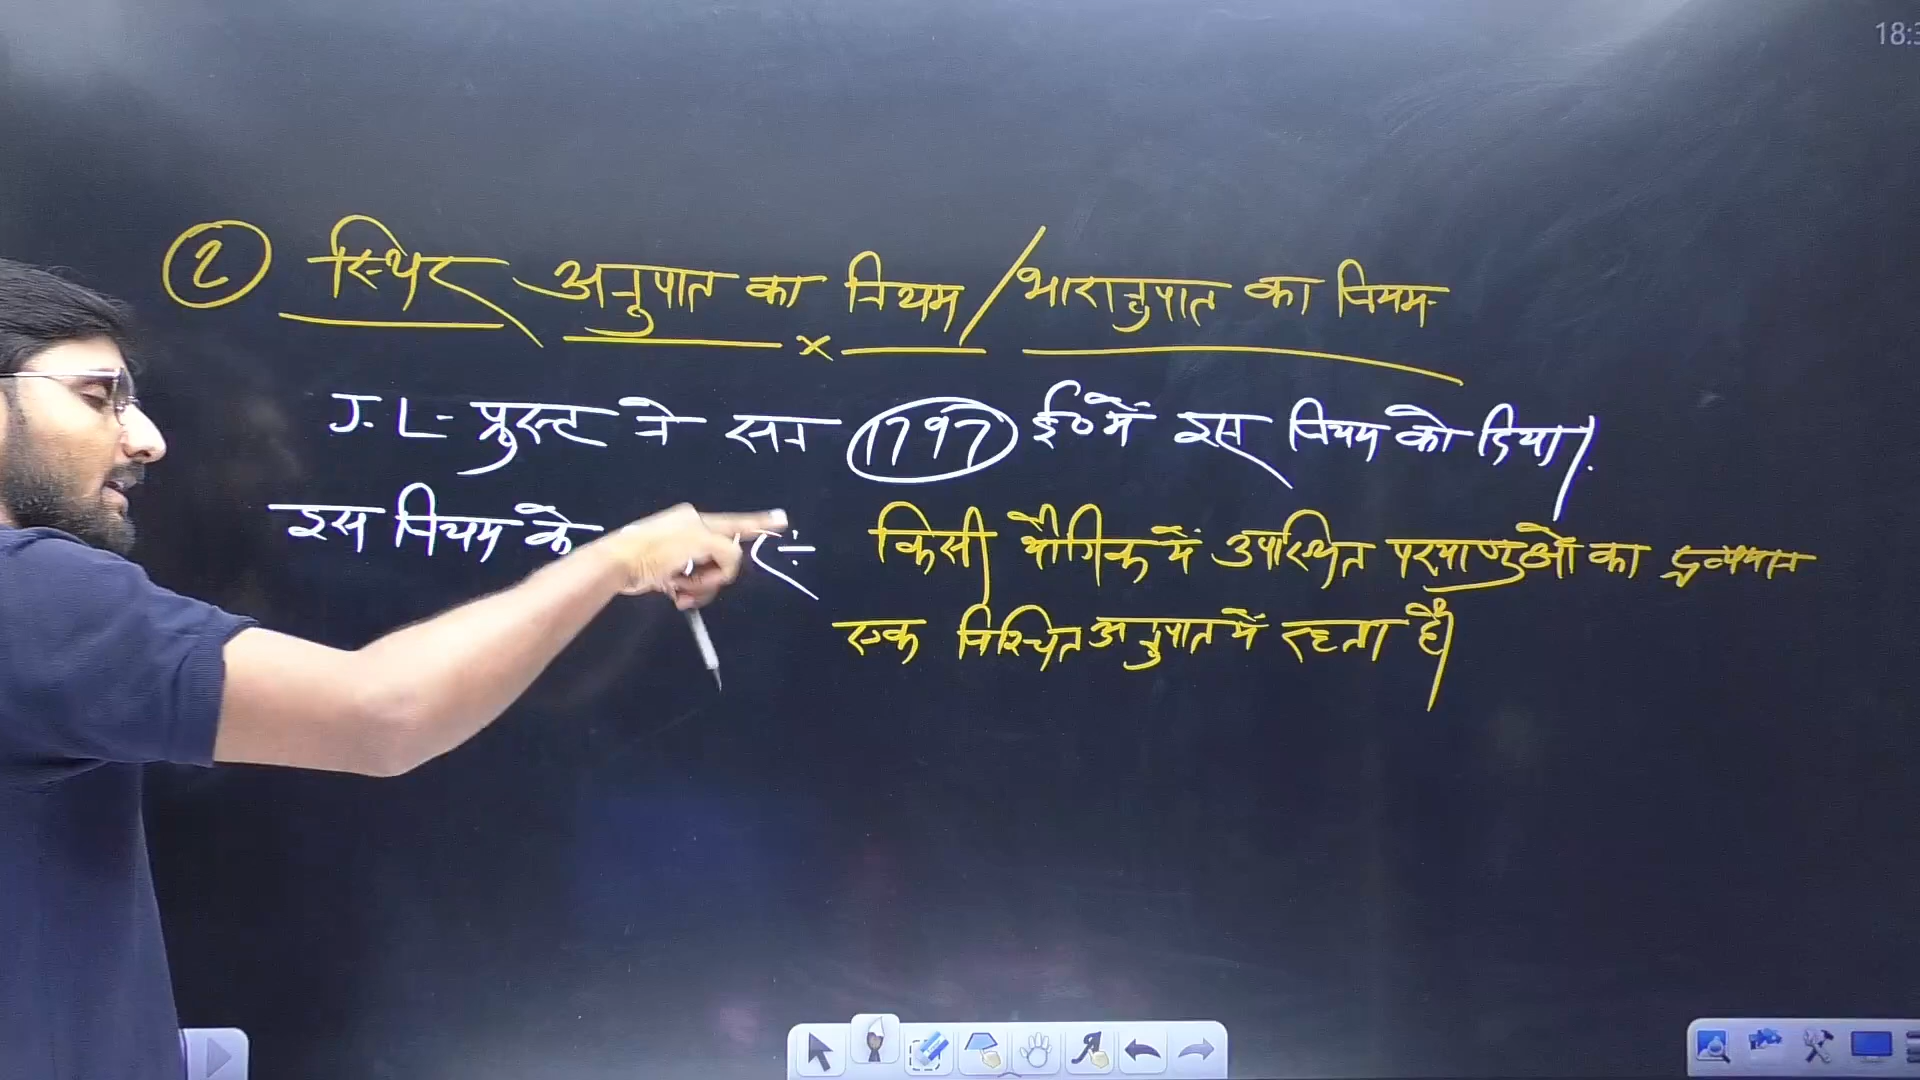 18:3
2 स्थिर अनुपात का नियम / भारानुपात का नियम
J.L. प्रुस्ट ने सन 1797 ई० में इस नियम को दिया।
इस नियम के :- किसी यौगिक में उपस्थित परमाणुओं का द्रव्यमान
एक निश्चित अनुपात में रहता है।